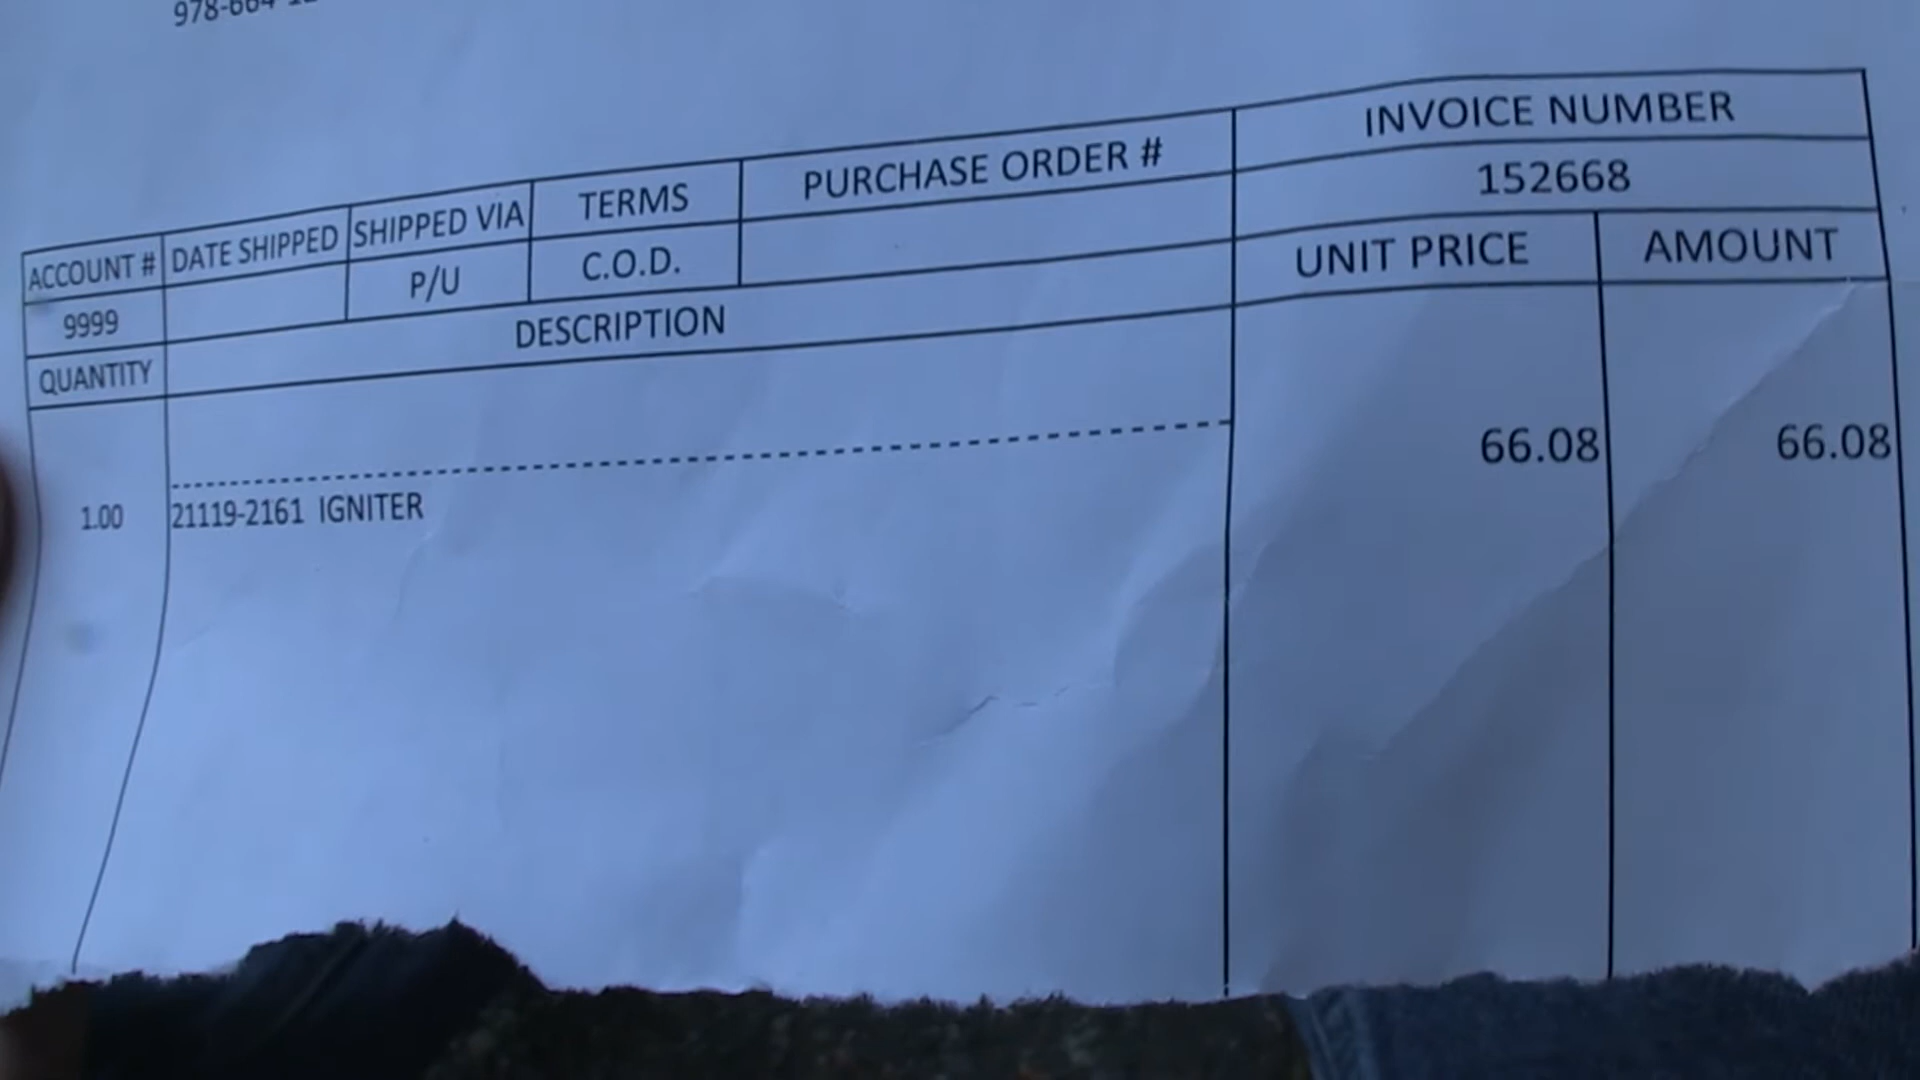 INVOICE NUMBER
152668
ACCOUNT # DATE SHIPPED SHIPPED VIA TERMS PURCHASE ORDER #
9999 P/U C.O.D.
QUANTITY DESCRIPTION UNIT PRICE AMOUNT
1.00 21119-2161 IGNITER 66.08 66.08